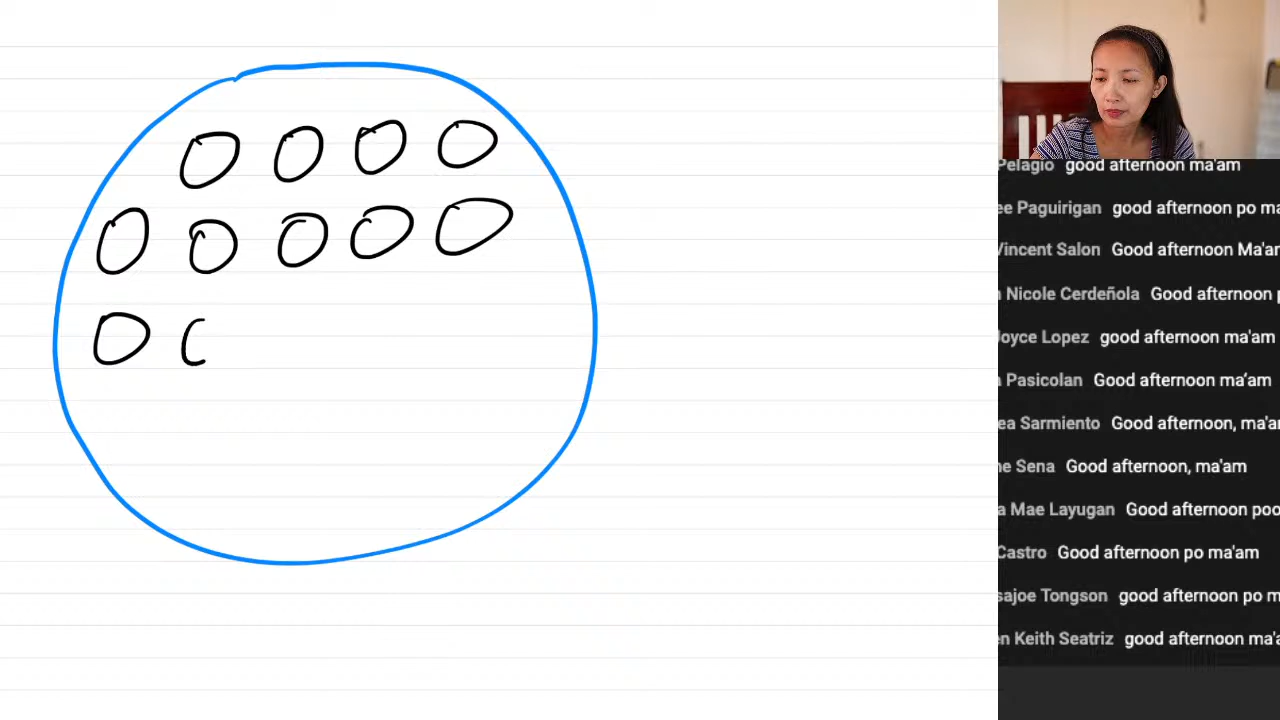 Pelagio good afternoon ma'am
ee Paguirigan good afternoon po ma
Vincent Salon Good afternoon Ma'am
n Nicole Cerdeñola Good afternoon p
Joyce Lopez good afternoon ma'am
a Pasicolan Good afternoon ma'am
ea Sarmiento Good afternoon, ma'am
ne Sena Good afternoon, ma'am
a Mae Layugan Good afternoon poo
Castro Good afternoon po ma'am
sajoe Tongson good afternoon po m
en Keith Seatriz good afternoon ma'a